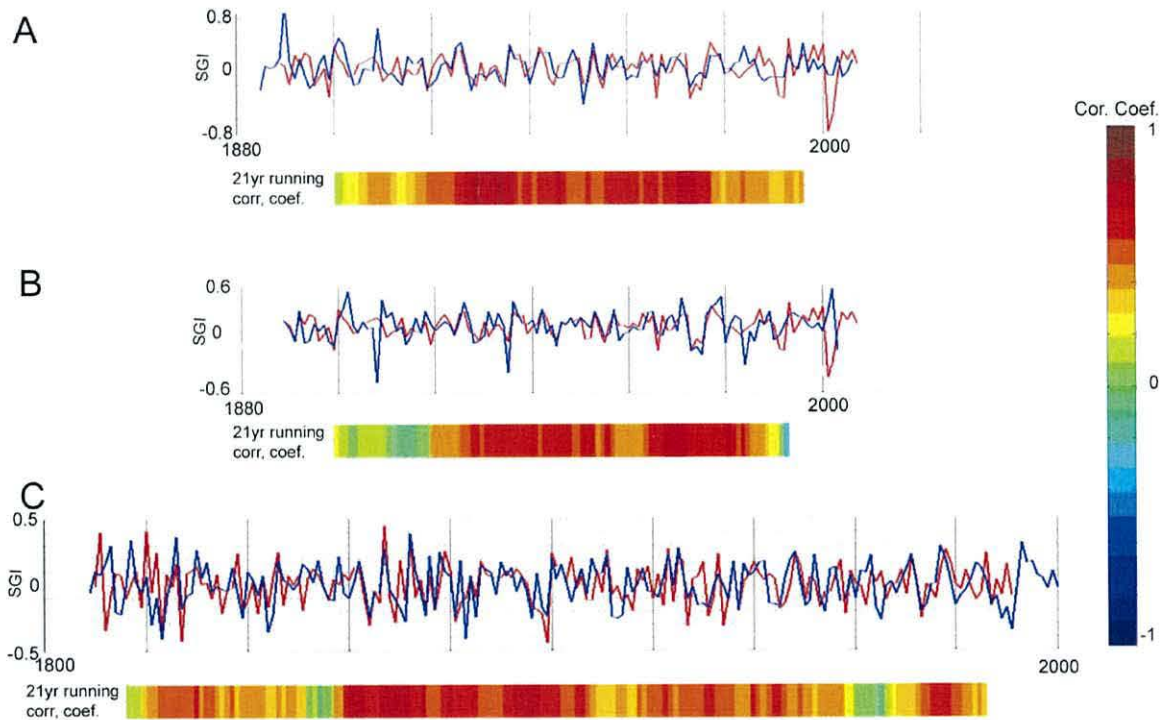 A
0.8
SGI
0
-0.8
1880
2000
21yr running
corr, coef.
Cor. Coef.
1
0
-1
B
0.6
SGI
0
-0.6
1880
2000
21yr running
corr, coef.
C
0.5
SGI
0
-0.5
1800
2000
21yr running
corr, coef.